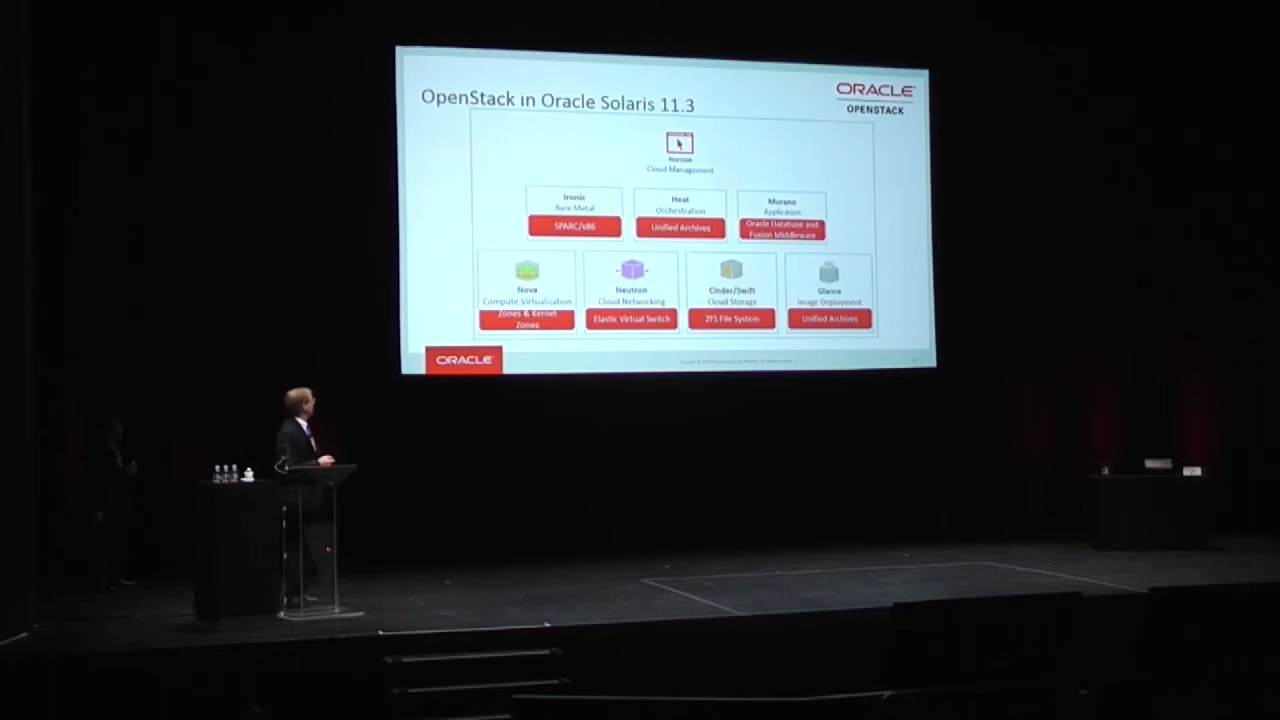 OpenStack in Oracle Solaris 11.3
ORACLE
OPENSTACK
Horizon
Cloud Management
Ironic
Bare Metal
SPARC/x86
Heat
Orchestration
Unified Archives
Murano
Application
Oracle Database and
Fusion Middleware
Nova
Compute Virtualization
Zones & Kernel
Zones
Neutron
Cloud Networking
Elastic Virtual Switch
Cinder/Swift
Cloud Storage
ZFS File System
Glance
Image Deployment
Unified Archives
ORACLE